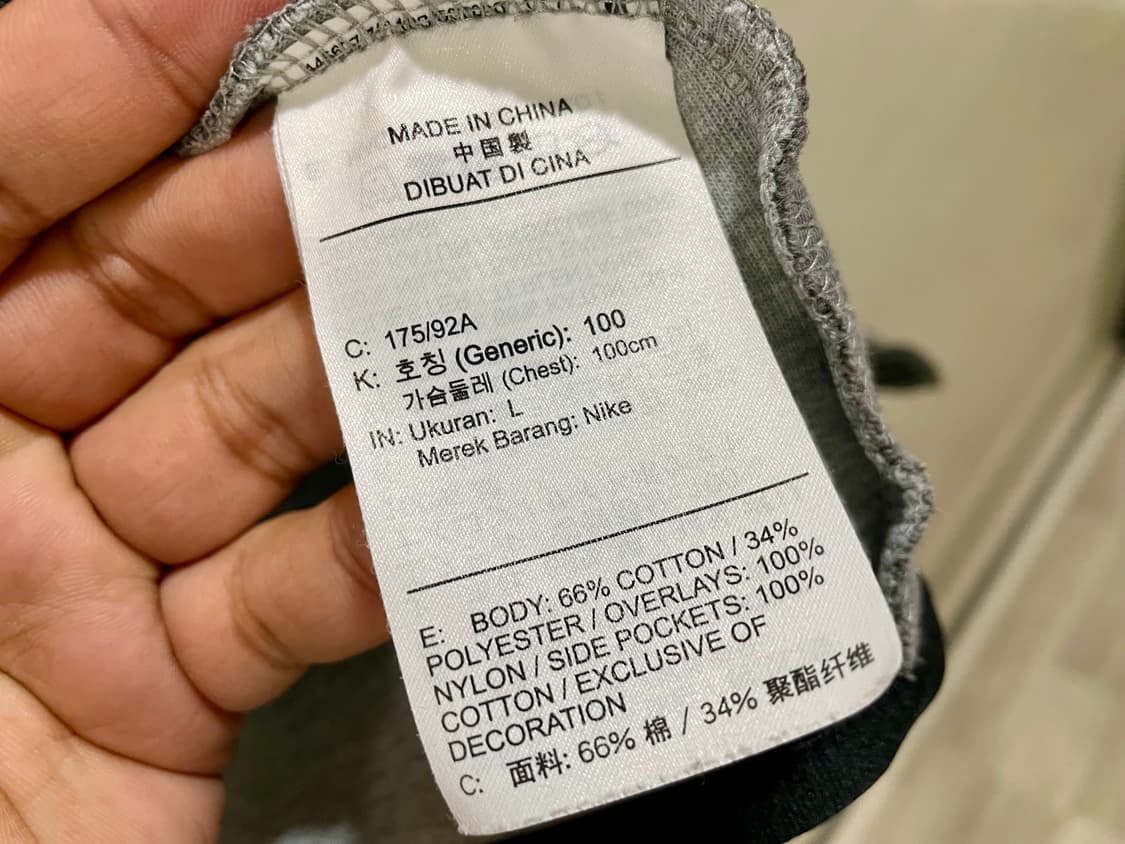 MADE IN CHINA
中国製
DIBUAT DI CINA
C: 175/92A
K: 호칭 (Generic): 100
가슴둘레 (Chest): 100cm
IN: Ukuran: L
Merek Barang: Nike
E: BODY: 66% COTTON / 34%
POLYESTER / OVERLAYS: 100%
NYLON / SIDE POCKETS: 100%
COTTON / EXCLUSIVE OF
DECORATION
C: 面料: 66% 棉 / 34% 聚酯纤维